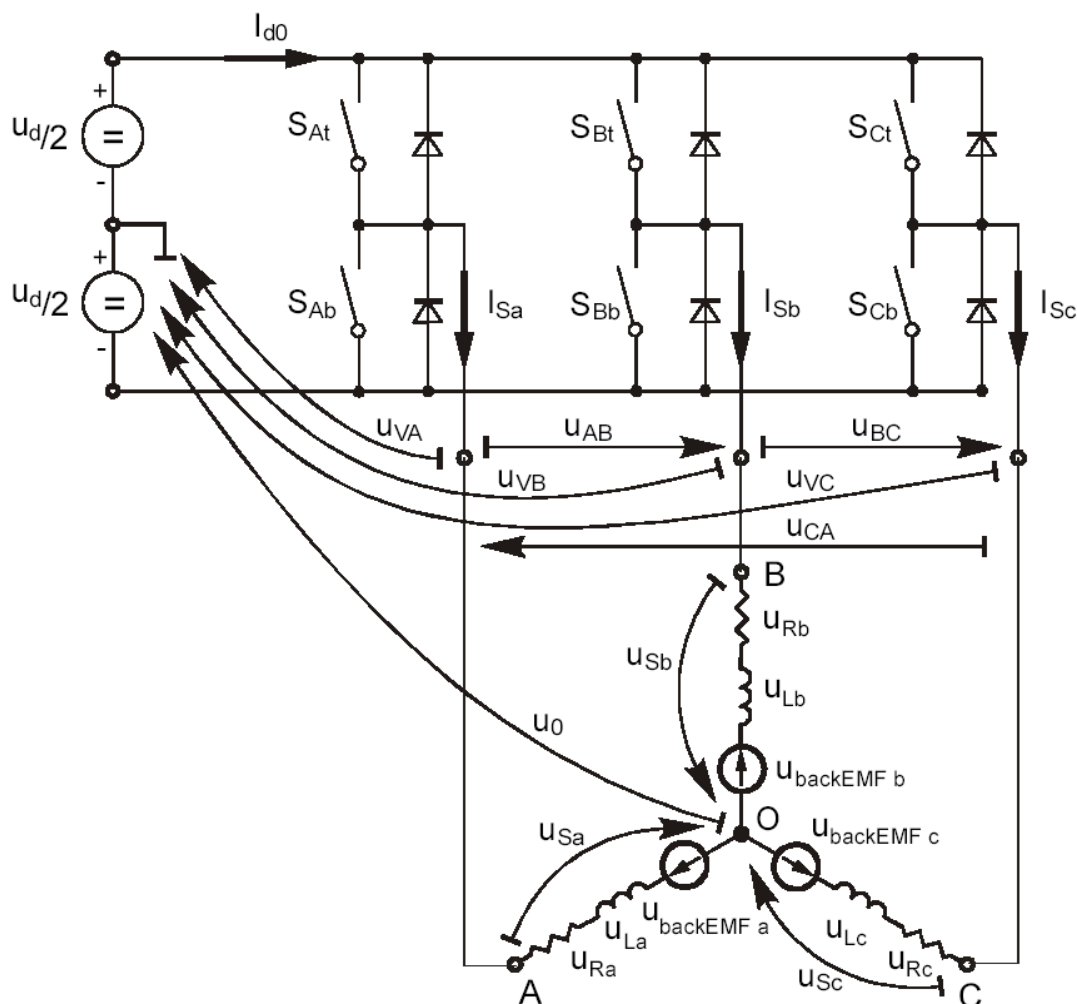 I_d0
+
u_d/2
=
-
S_At
S_Bt
S_Ct
+
u_d/2
=
-
S_Ab
I_Sa
S_Bb
I_Sb
S_Cb
I_Sc
u_VA
u_AB
u_BC
u_VB
u_VC
u_CA
B
u_Rb
u_Sb
u_Lb
u_0
u_backEMF b
O
u_Sa
u_backEMF c
u_backEMF a
u_La
u_Lc
u_Ra
u_Rc
u_Sc
A
C